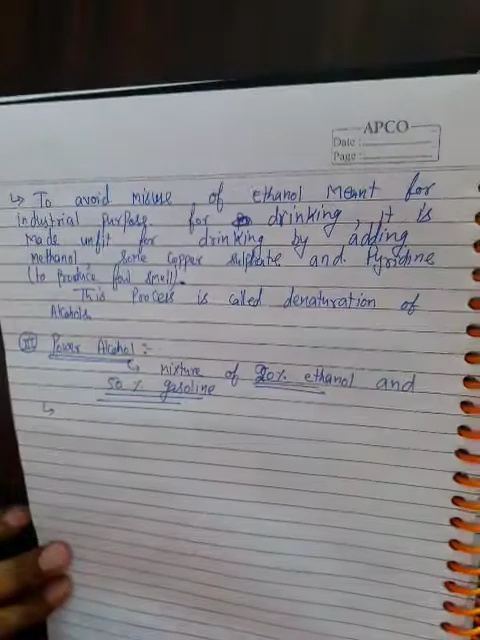 APCO
Date :
Page :
↳ To avoid misuse of ethanol Meant for
industrial purpose for drinking, it is
made unfit for drinking by adding
methanol, some copper sulphate and Pyridine
(to produce foul smell).
This Process is called denaturation of
Alcohols
III Power Alcohol :-
↳ mixture of 20% ethanol and
50 % gasoline
↳